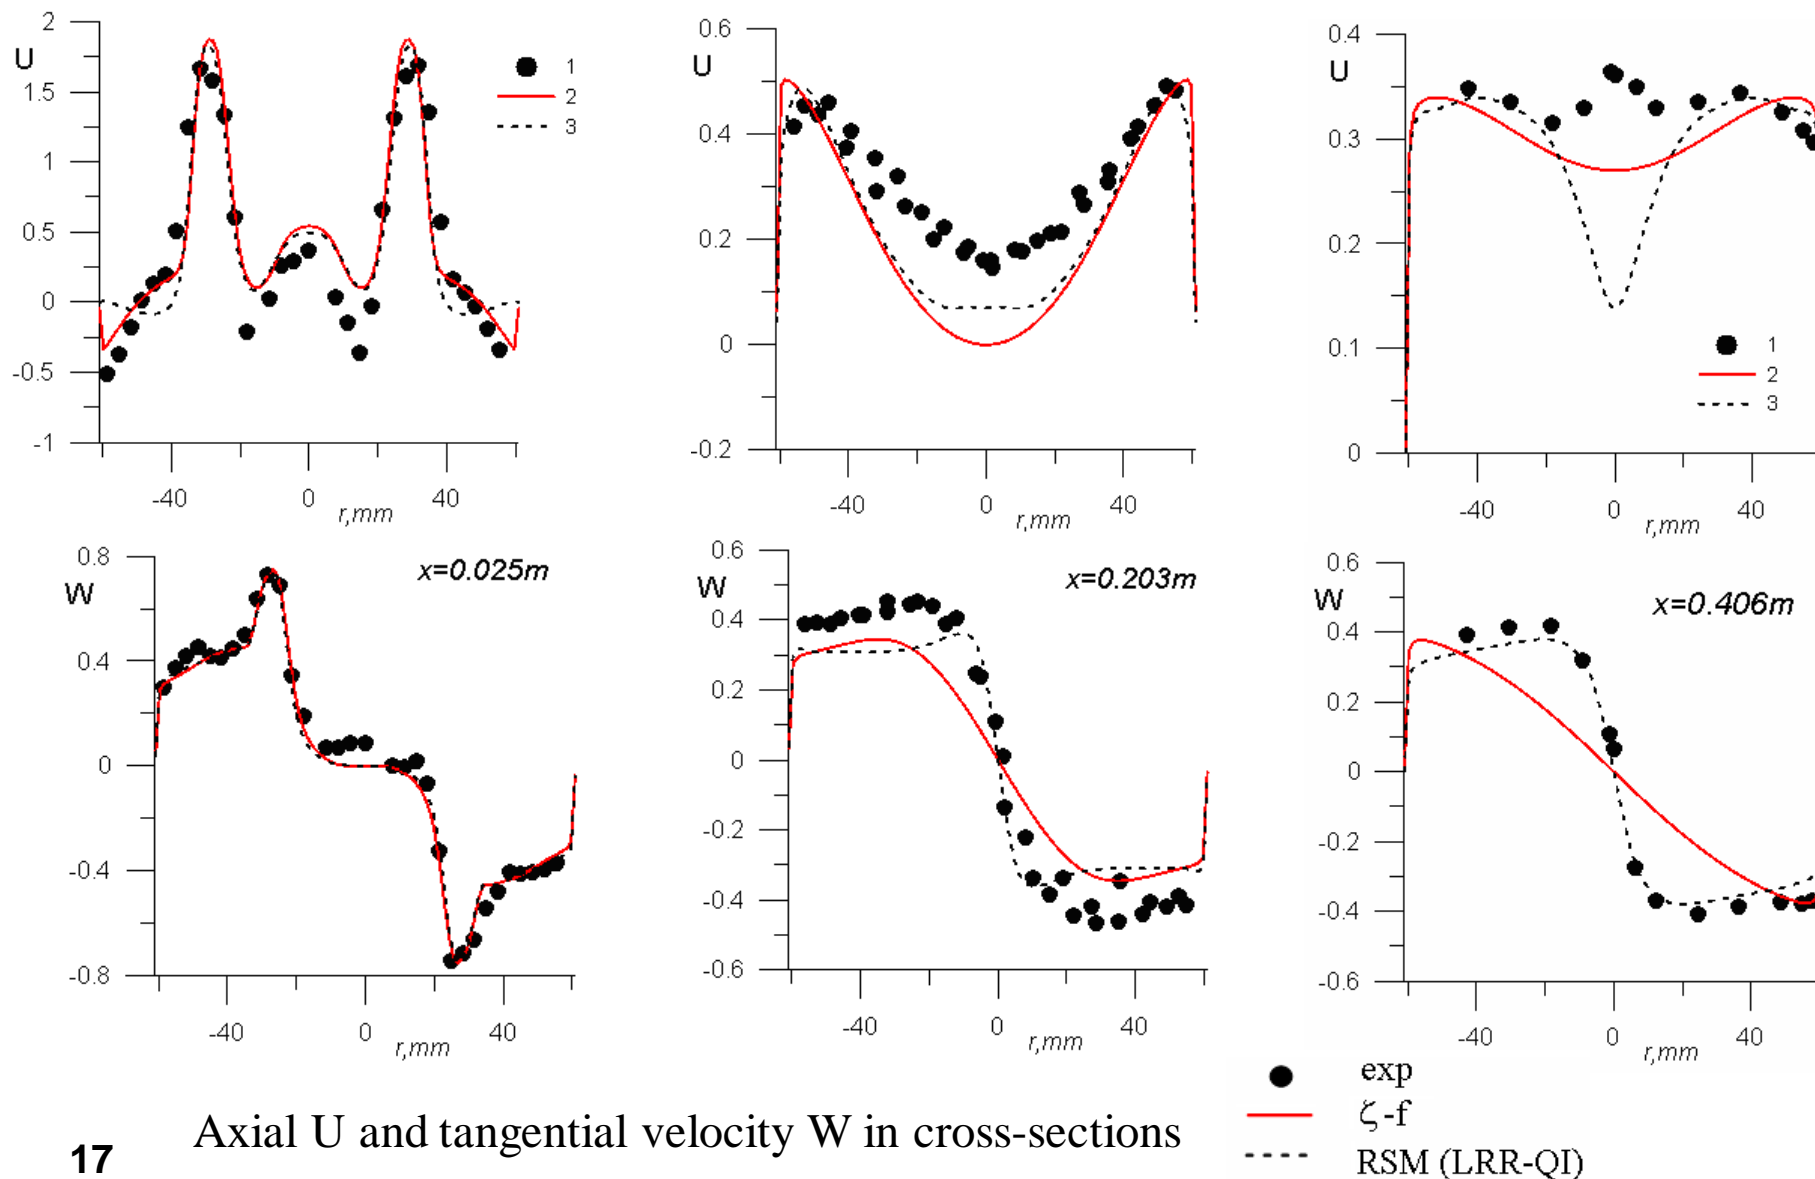 2
U
1.5
1
0.5
0
-0.5
-1
1
2
3
-40 0 40
r,mm
0.6
U
0.4
0.2
0
-0.2
-40 0 40
r,mm
0.4
U
0.3
0.2
0.1
0
1
2
3
-40 0 40
r,mm
0.8
W
0.4
0
-0.4
-0.8
x=0.025m
-40 0 40
r,mm
0.6
W
0.4
0.2
0
-0.2
-0.4
-0.6
x=0.203m
-40 0 40
r,mm
0.6
W
0.4
0.2
0
-0.2
-0.4
-0.6
x=0.406m
-40 0 40
r,mm
exp
ζ-f
RSM (LRR-QI)
Axial U and tangential velocity W in cross-sections
17